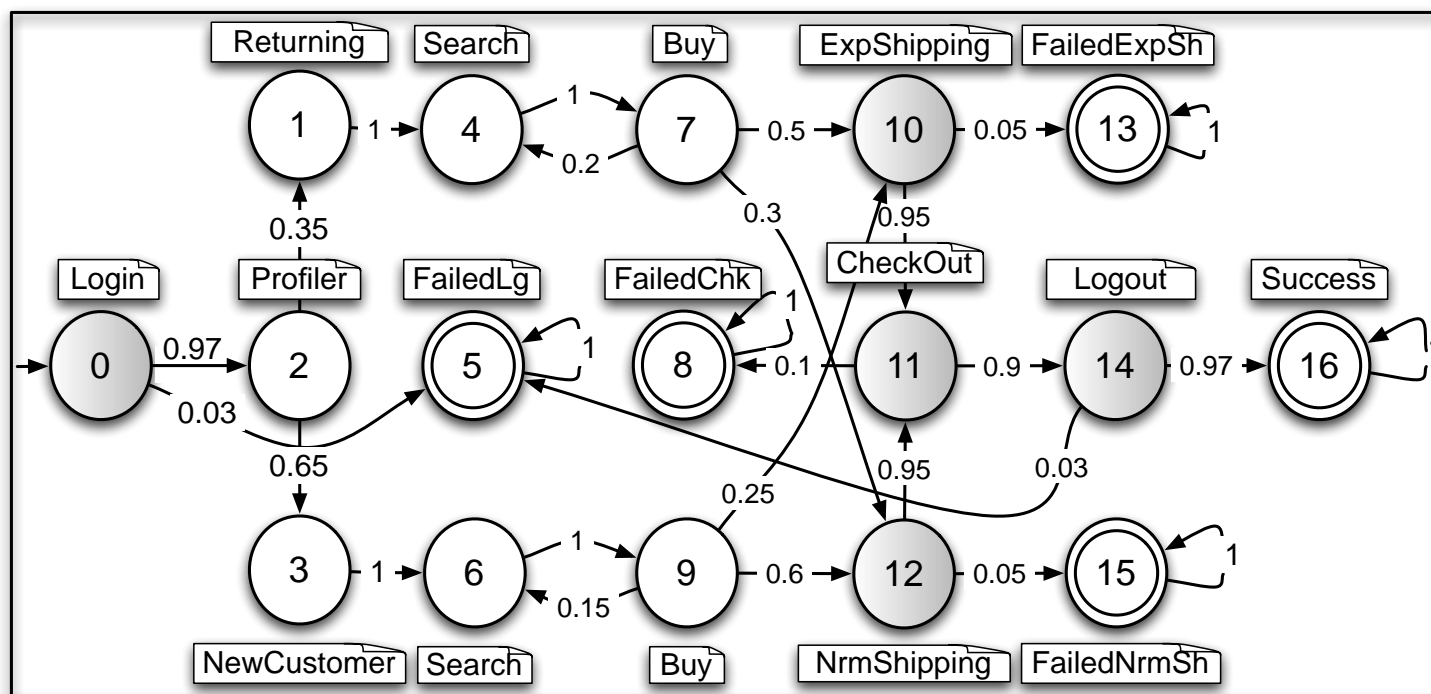 Returning Search Buy ExpShipping FailedExpSh
1 1 4 1 0.2 7 0.5 10 0.05 13 1
0.35 0.3 0.95
Login Profiler FailedLg FailedChk CheckOut Logout Success
0 0.97 2 5 1 8 1 0.1 11 0.9 14 0.97 16
0.03
0.65 0.25 0.95 0.03
3 1 6 1 0.15 9 0.6 12 0.05 15 1
NewCustomer Search Buy NrmShipping FailedNrmSh